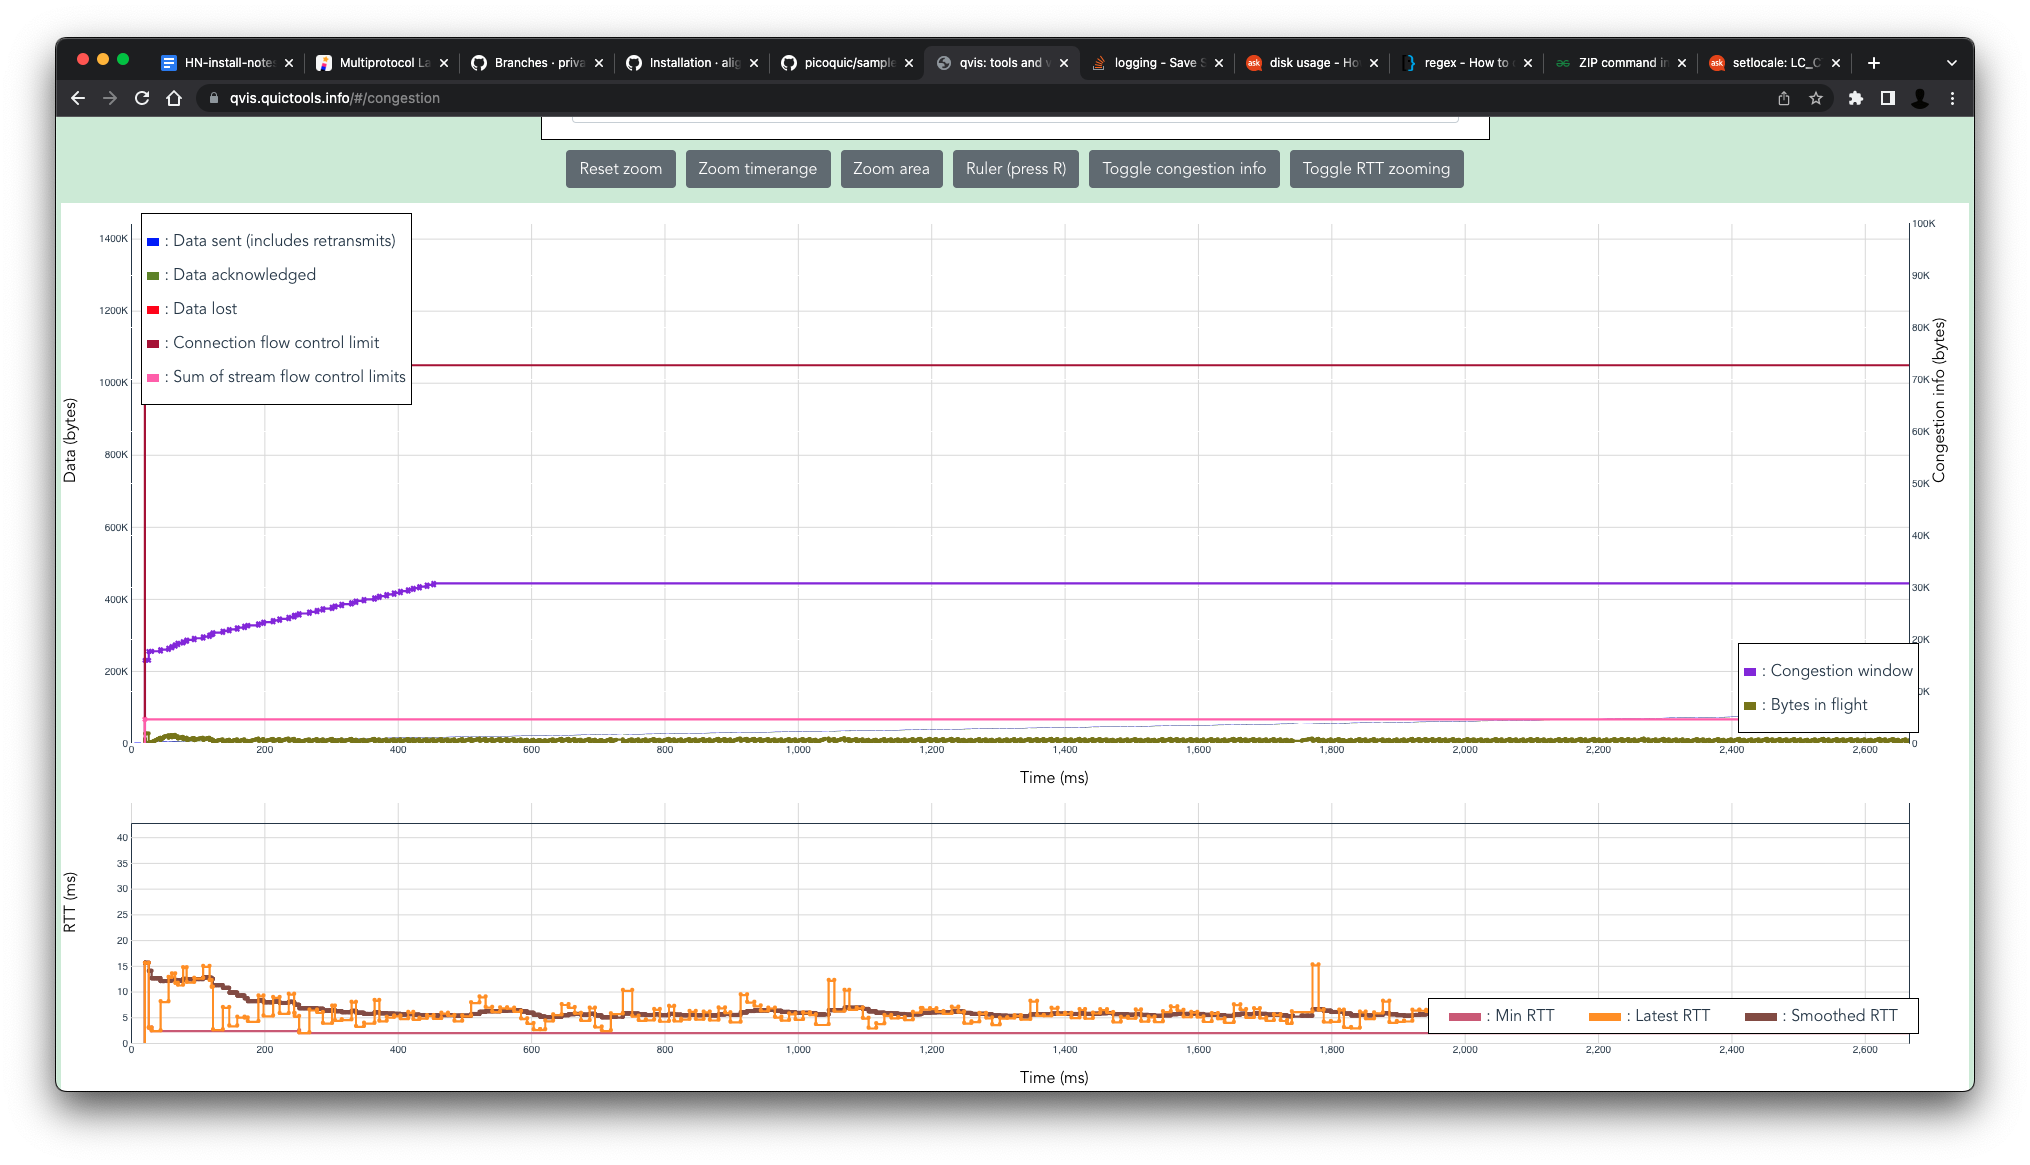 HN-install-note
Multiprotocol La
Branches · priva
Installation · alig
picoquic/sample
qvis: tools and v
logging - Save S
disk usage - Ho
regex - How to
ZIP command in
setlocale: LC_C
qvis.quictools.info/#/congestion
Reset zoom
Zoom timerange
Zoom area
Ruler (press R)
Toggle congestion info
Toggle RTT zooming
: Data sent (includes retransmits)
: Data acknowledged
: Data lost
: Connection flow control limit
: Sum of stream flow control limits
1400K
1200K
1000K
800K
600K
400K
200K
0
Data (bytes)
100K
90K
80K
70K
60K
50K
40K
30K
20K
0K
0
Congestion info (bytes)
: Congestion window
: Bytes in flight
0 200 400 600 800 1,000 1,200 1,400 1,600 1,800 2,000 2,200 2,400 2,600
Time (ms)
40
35
30
25
20
15
10
5
0
RTT (ms)
: Min RTT : Latest RTT : Smoothed RTT
0 200 400 600 800 1,000 1,200 1,400 1,600 1,800 2,000 2,200 2,400 2,600
Time (ms)